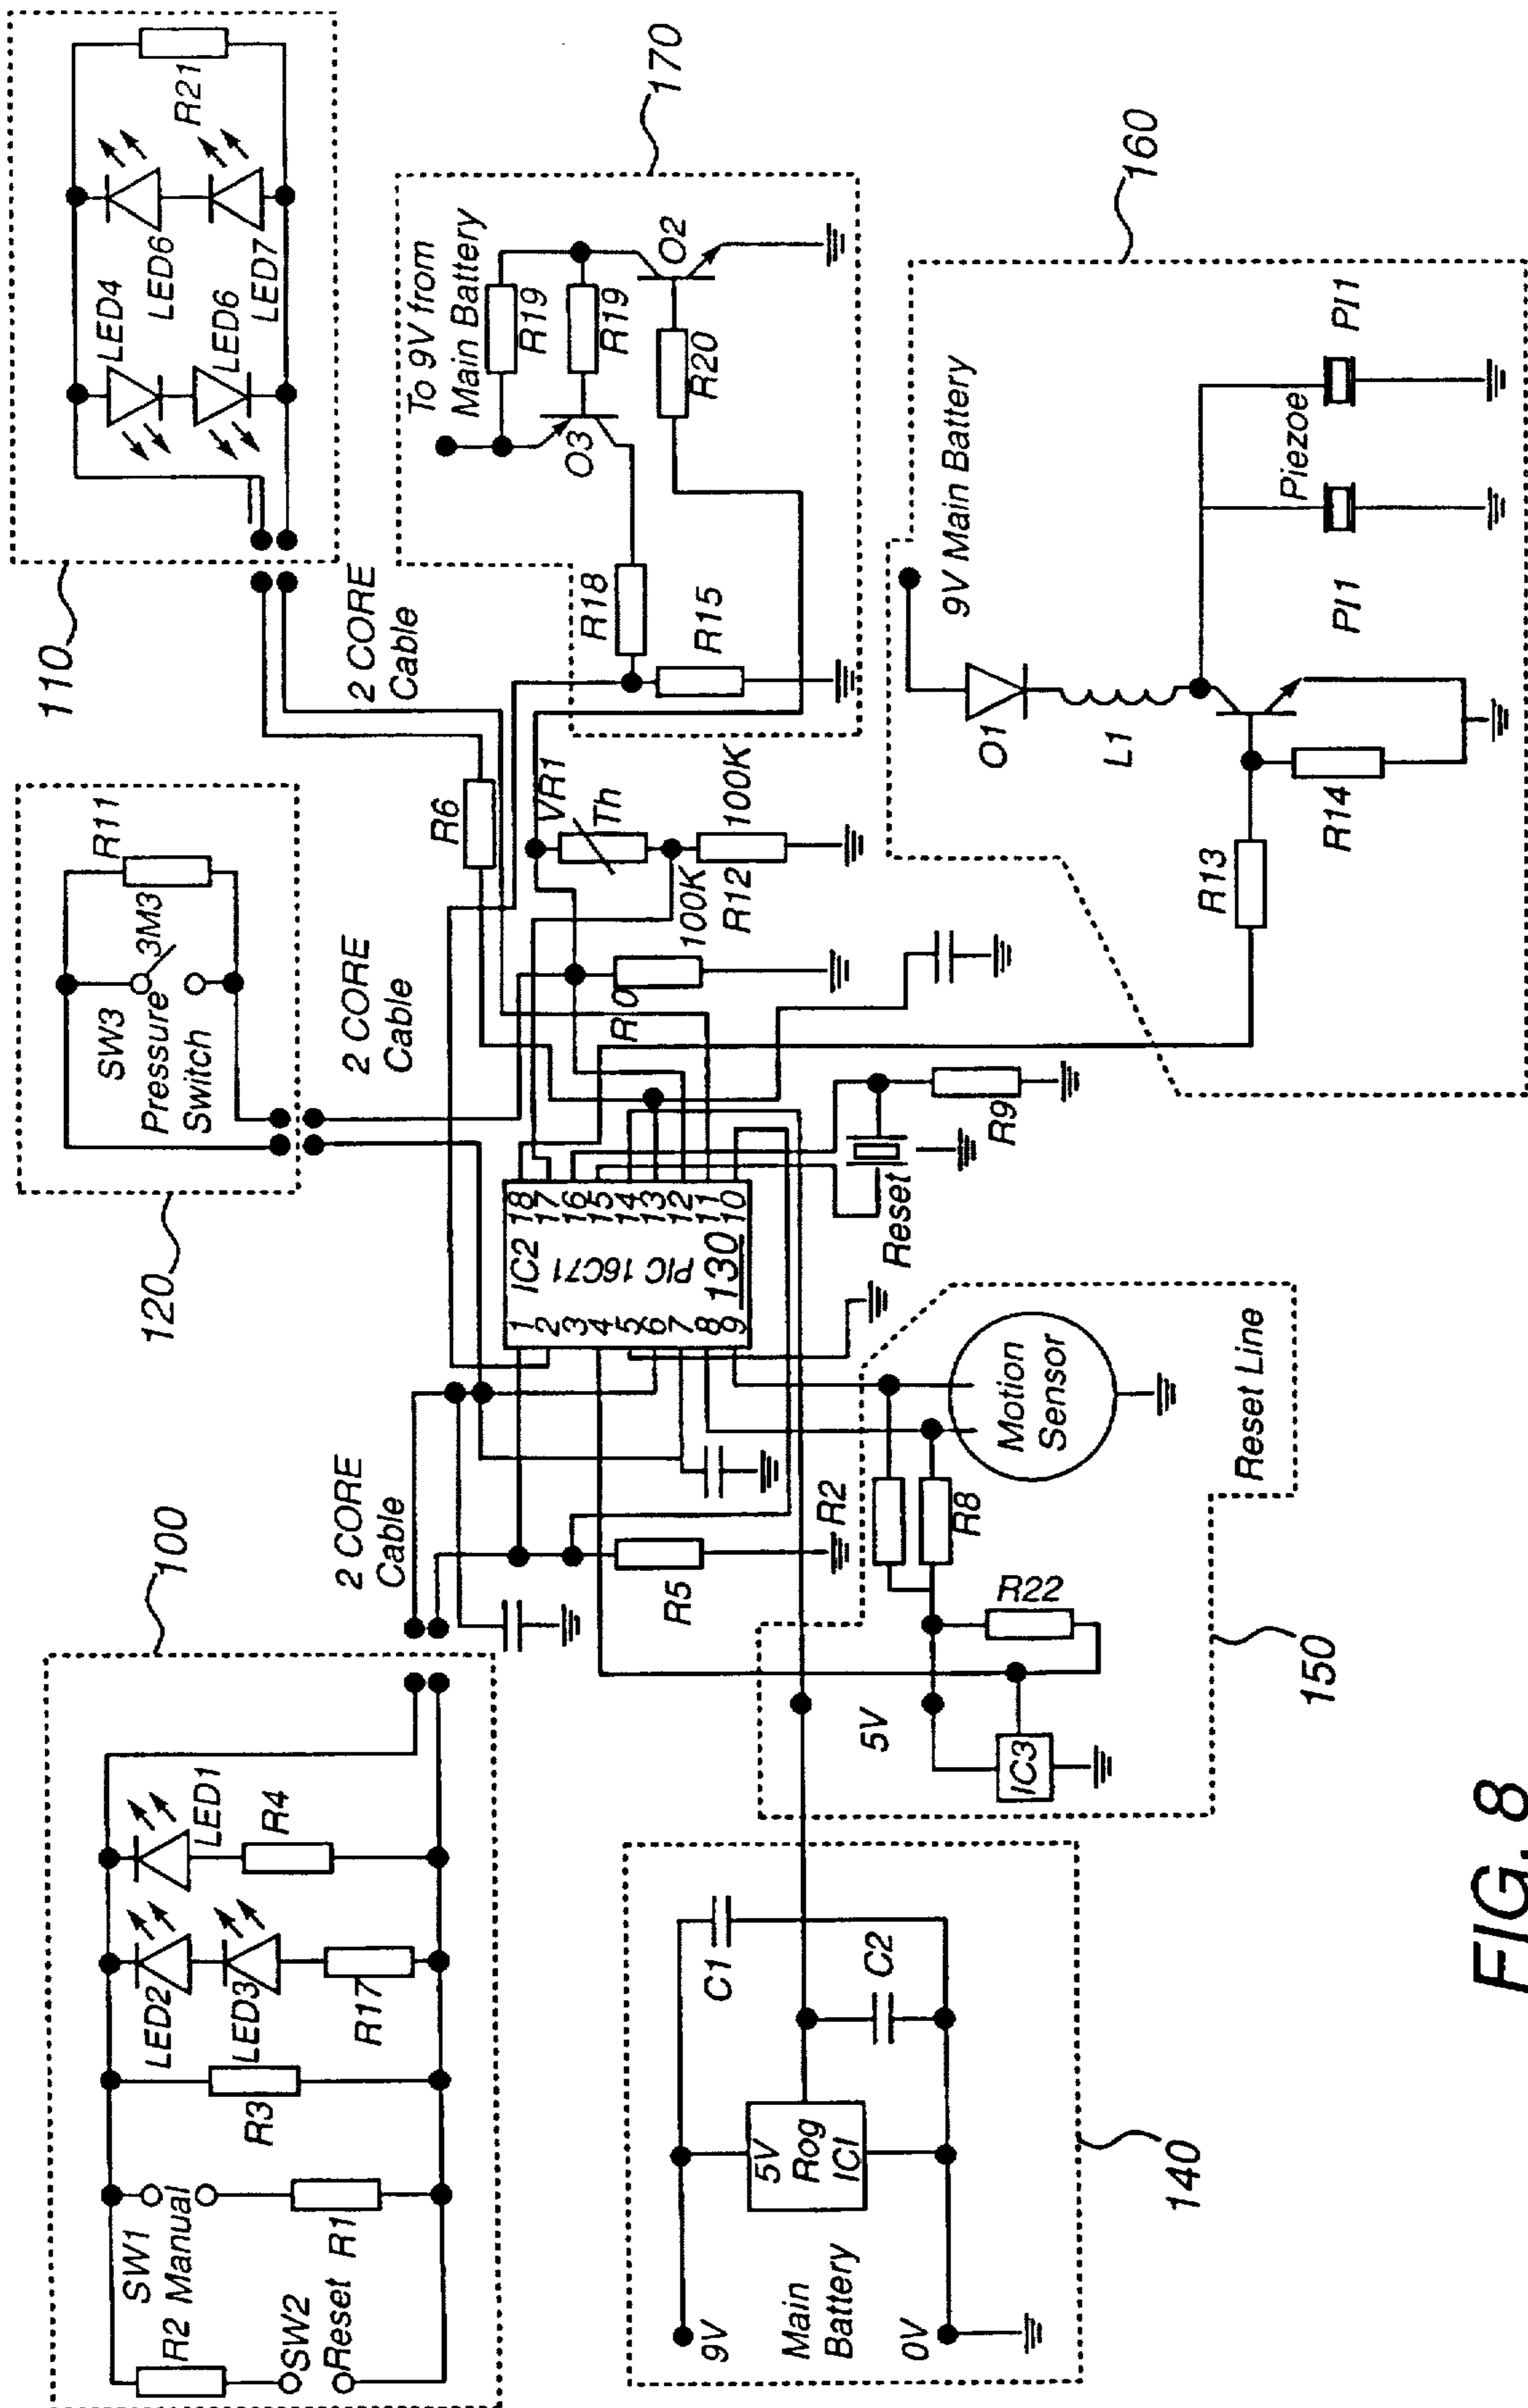 100
2 CORE
Cable
R2
SW1
Manual
SW2
Reset
R1
R3
LED2
LED3
R17
LED1
R4
120
SW3
Pressure
Switch
3M3
R11
2 CORE
Cable
110
LED4
LED6
LED6
LED7
R21
2 CORE
Cable
R6
IC2
PIC 16C71
130
1
2
3
4
5
6
7
8
9
18
17
16
15
14
13
12
11
10
R5
VR1
Th
100K
100K
R12
Reset
R9
170
To 9V from
Main Battery
R19
R19
O3
O2
R20
R18
R15
140
9V
Main
Battery
0V
5V
Rog
ICI
C1
C2
150
5V
IC3
R22
R2
R8
Motion
Sensor
Reset Line
160
9V Main Battery
O1
L1
R13
R14
Piezoe
PI1
PI1
FIG. 8